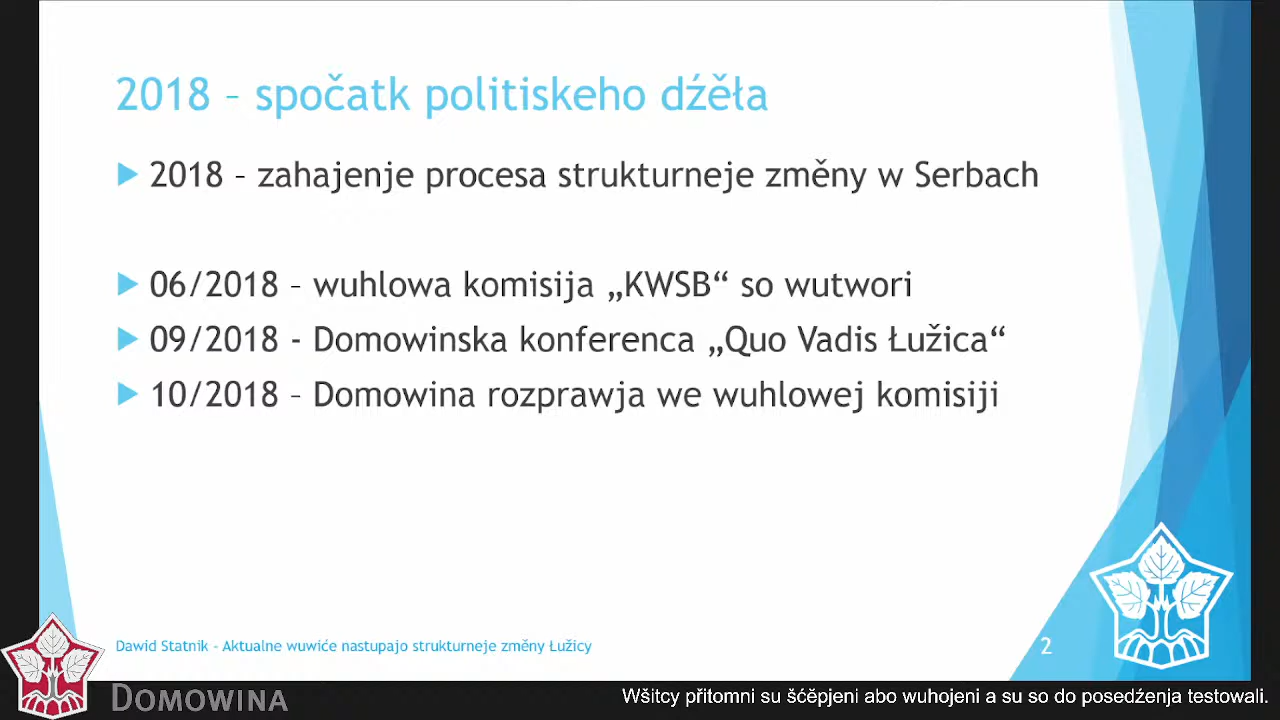 2018 – spočatk politiskeho dźěła
2018 – zahajenje procesa strukturneje změny w Serbach
06/2018 – wuhlowa komisija „KWSB“ so wutwori
09/2018 - Domowinska konferenca „Quo Vadis Łužica“
10/2018 – Domowina rozprawja we wuhlowej komisiji
Dawid Statnik - Aktualne wuwiće nastupajo strukturneje změny Łužicy
2
DOMOWINA
Wšitcy přitomni su šćěpjeni abo wuhojeni a su so do posedźenja testowali.